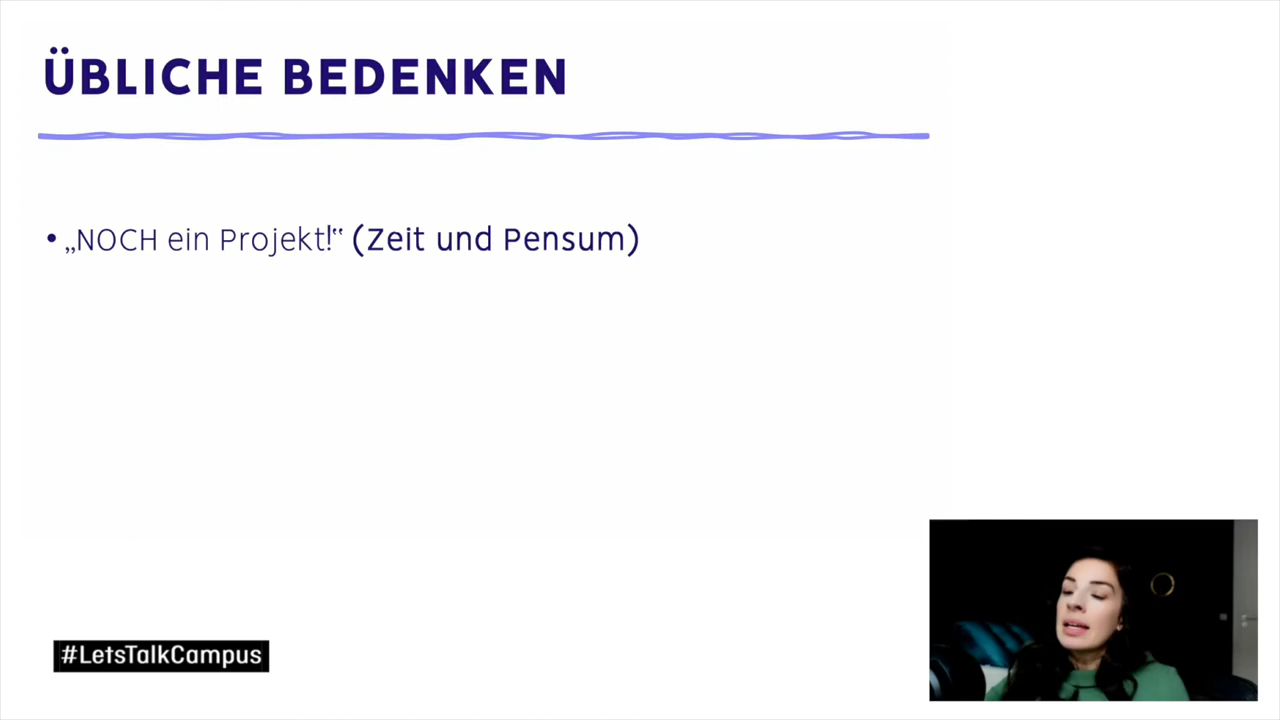 ÜBLICHE BEDENKEN
• „NOCH ein Projekt!“ (Zeit und Pensum)
#LetsTalkCampus